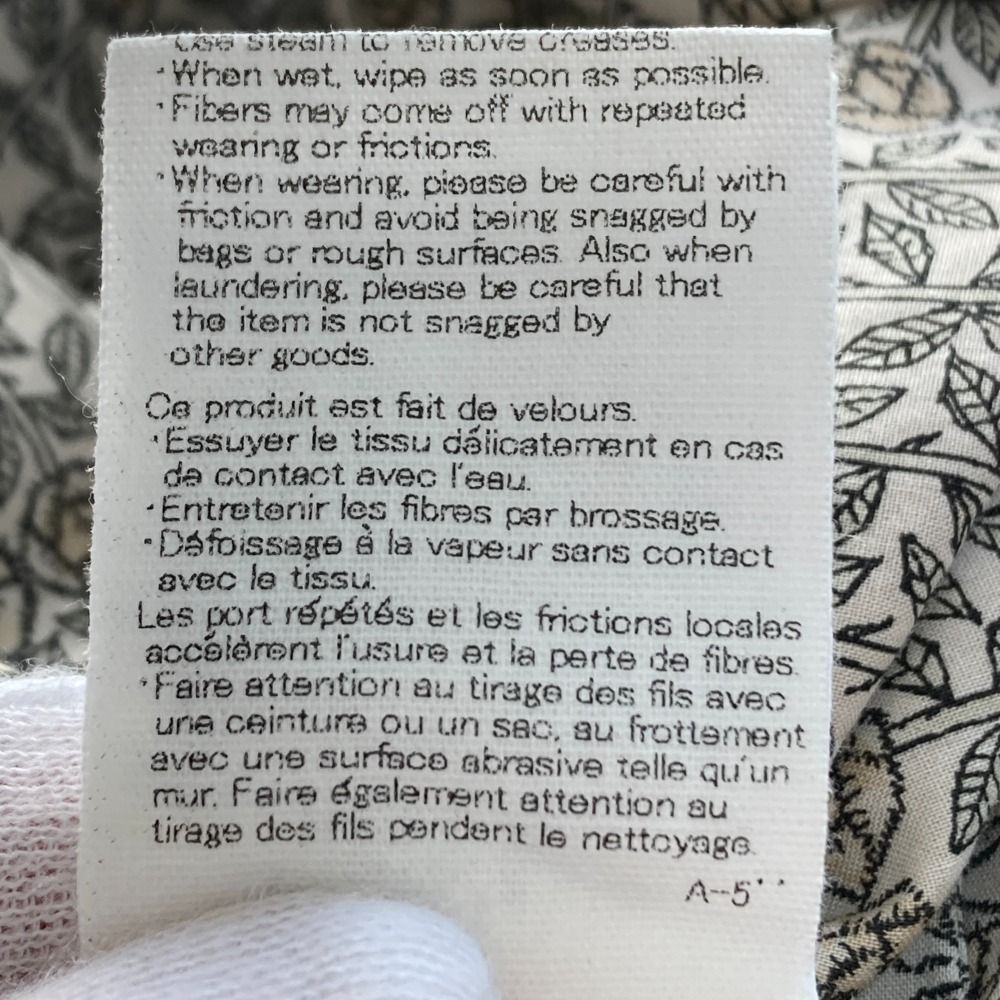 Use steam to remove creases.
・When wet, wipe as soon as possible.
・Fibers may come off with repeated
wearing or frictions.
・When wearing, please be careful with
friction and avoid being snagged by
bags or rough surfaces. Also when
laundering, please be careful that
the item is not snagged by
other goods.
Ce produit est fait de velours.
・Essuyer le tissu délicatement en cas
de contact avec l'eau.
・Entretenir les fibres par brossage.
・Défoissage à la vapeur sans contact
avec le tissu.
Les port répétés et les frictions locales
accélèrent l'usure et la perte de fibres.
・Faire attention au tirage des fils avec
une ceinture ou un sac, au frottement
avec une surface abrasive telle qu'un
mur. Faire également attention au
tirage des fils pendent le nettoyage.
A--5